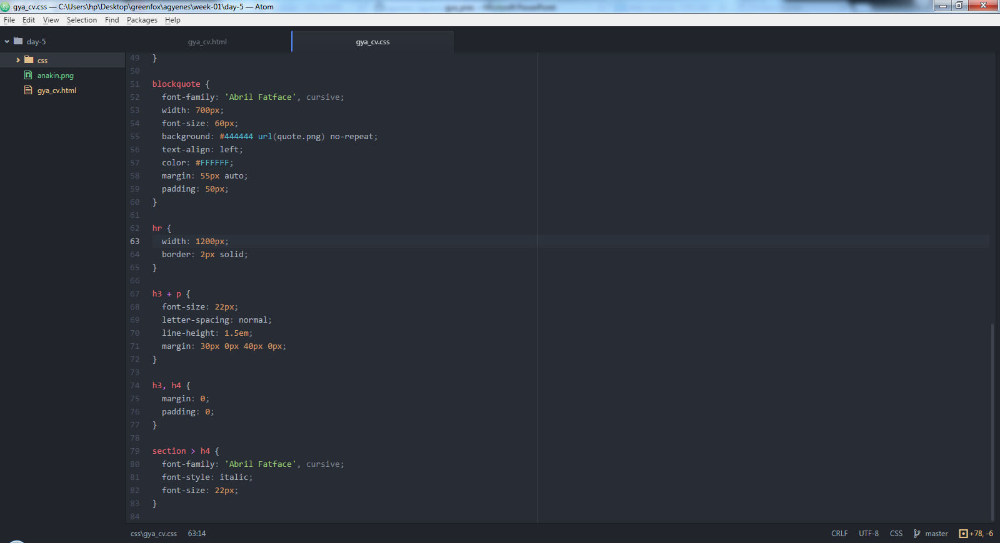 gya_cv.css — C:\Users\hp\Desktop\greenfox\agyenes\week-01\day-5 — Atom
File Edit View Selection Find Packages Help
day-5
css
anakin.png
gya_cv.html
gya_cv.html gya_cv.css
49 }
50
51 blockquote {
52 font-family: 'Abril Fatface', cursive;
53 width: 700px;
54 font-size: 60px;
55 background: #444444 url(quote.png) no-repeat;
56 text-align: left;
57 color: #FFFFFF;
58 margin: 55px auto;
59 padding: 50px;
60 }
61
62 hr {
63 width: 1200px;
64 border: 2px solid;
65 }
66
67 h3 + p {
68 font-size: 22px;
69 letter-spacing: normal;
70 line-height: 1.5em;
71 margin: 30px 0px 40px 0px;
72 }
73
74 h3, h4 {
75 margin: 0;
76 padding: 0;
77 }
78
79 section > h4 {
80 font-family: 'Abril Fatface', cursive;
81 font-style: italic;
82 font-size: 22px;
83 }
84
css\gya_cv.css 63:14 CRLF UTF-8 CSS master +78, -6